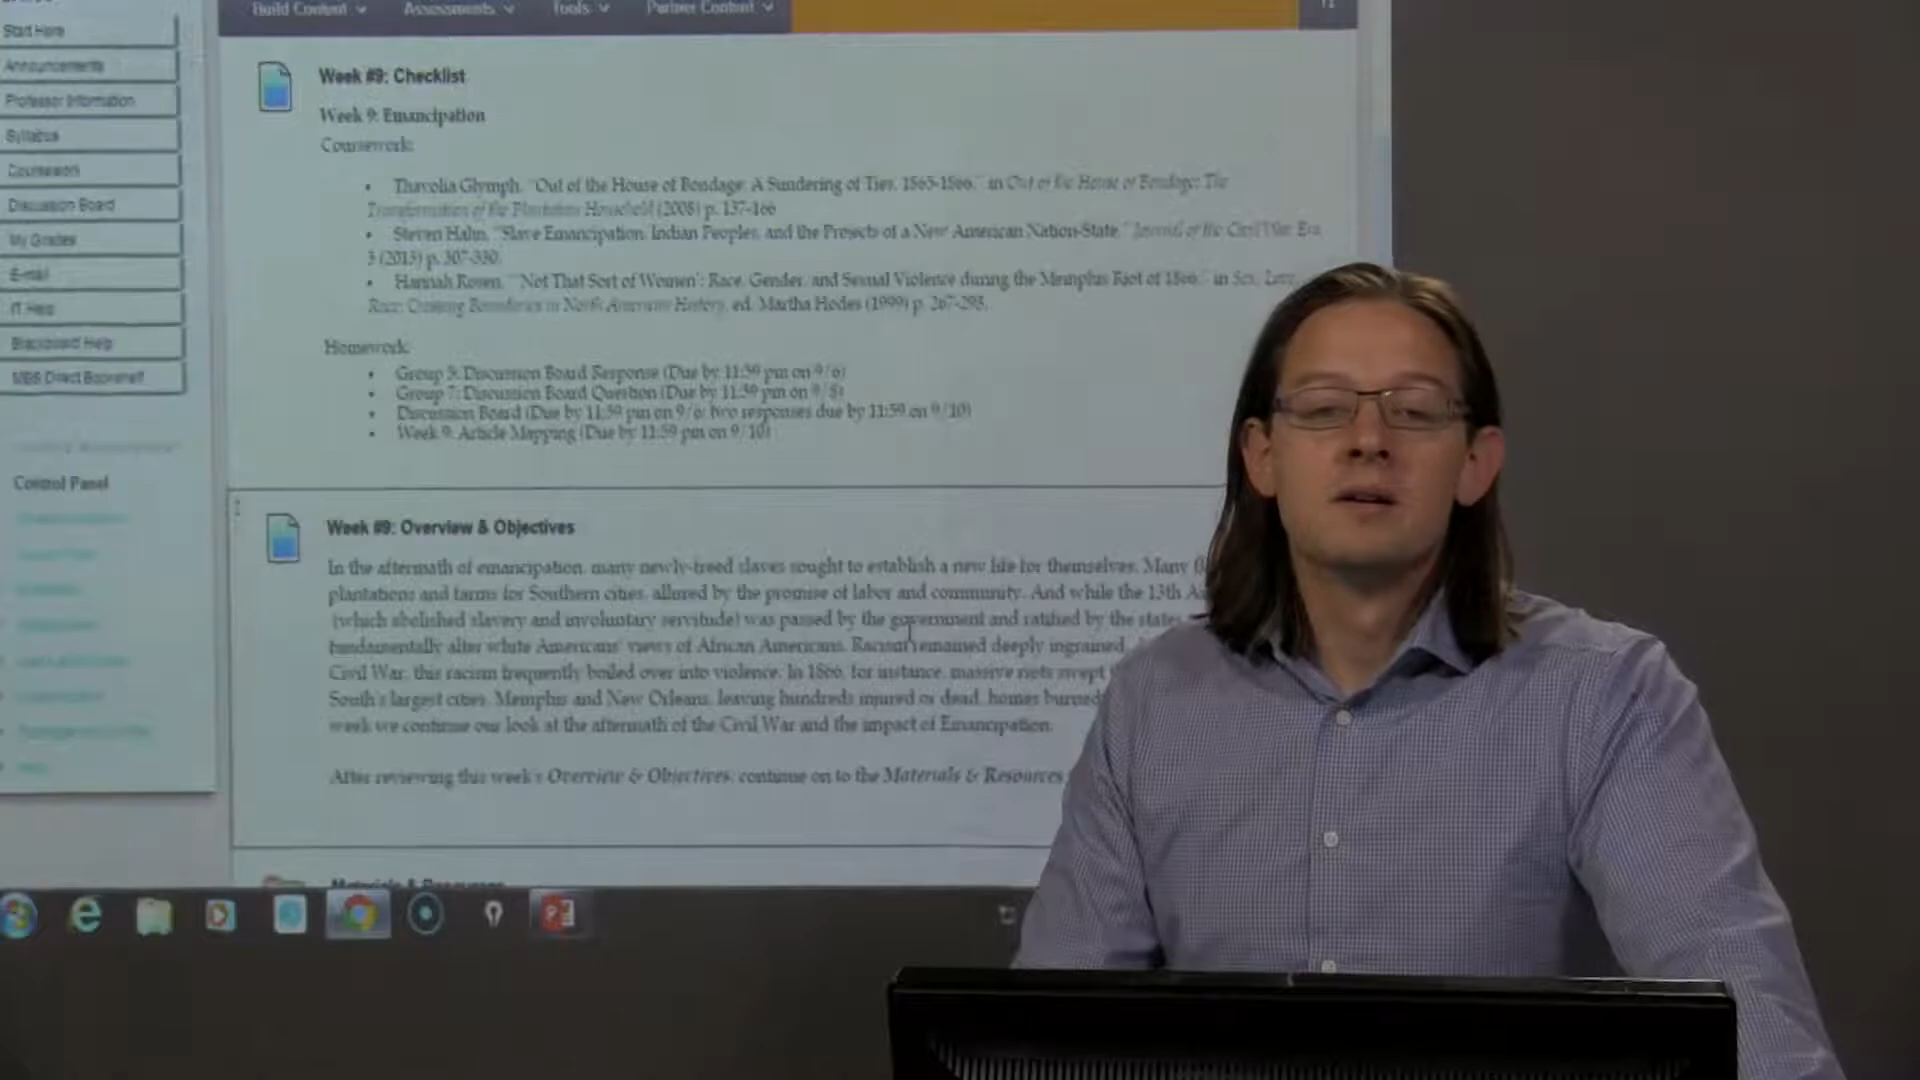 Build Content Assessments Tools Partner Content
Start Here
Announcements
Professor Information
Syllabus
Coursework
Discussion Board
My Grades
E-mail
IT Help
Blackboard Help
MBS Direct Bookshelf
Control Panel
Week #9: Checklist
Week 9: Emancipation
Coursework:
• Thavolia Glymph, "Out of the House of Bondage: A Sundering of Ties, 1865-1866," in Out of the House of Bondage: The
Transformation of the Plantation Household (2008) p. 137-166
• Steven Hahn, "Slave Emancipation, Indian Peoples, and the Projects of a New American Nation-State," Journal of the Civil War Era
3 (2013) p. 307-330.
• Hannah Rosen, "'Not That Sort of Women': Race, Gender, and Sexual Violence during the Memphis Riot of 1866," in Sex, Love,
Race: Crossing Boundaries in North American History, ed. Martha Hodes (1999) p. 267-293.
Homework:
• Group 5: Discussion Board Response (Due by 11:59 pm on 9/6)
• Group 7: Discussion Board Question (Due by 11:59 pm on 9/5)
• Discussion Board (Due by 11:59 pm on 9/6; two responses due by 11:59 on 9/10)
• Week 9: Article Mapping (Due by 11:59 pm on 9/10)
Week #9: Overview & Objectives
In the aftermath of emancipation, many newly-freed slaves sought to establish a new life for themselves. Many
plantations and farms for Southern cities, allured by the promise of labor and community. And while the 13th
(which abolished slavery and involuntary servitude) was passed by the government and ratified by the states
fundamentally alter white Americans' views of African Americans. Racism remained deeply ingrained
Civil War, this racism frequently boiled over into violence. In 1866, for instance, massive riots swept
South's largest cities, Memphis and New Orleans, leaving hundreds injured or dead, homes burned
week we continue our look at the aftermath of the Civil War and the impact of Emancipation.
After reviewing this week's Overview & Objectives, continue on to the Materials & Resources
Materials & Resources